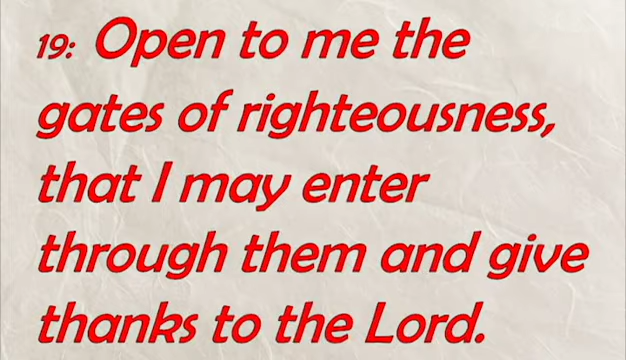 19: Open to me the
gates of righteousness,
that I may enter
through them and give
thanks to the Lord.